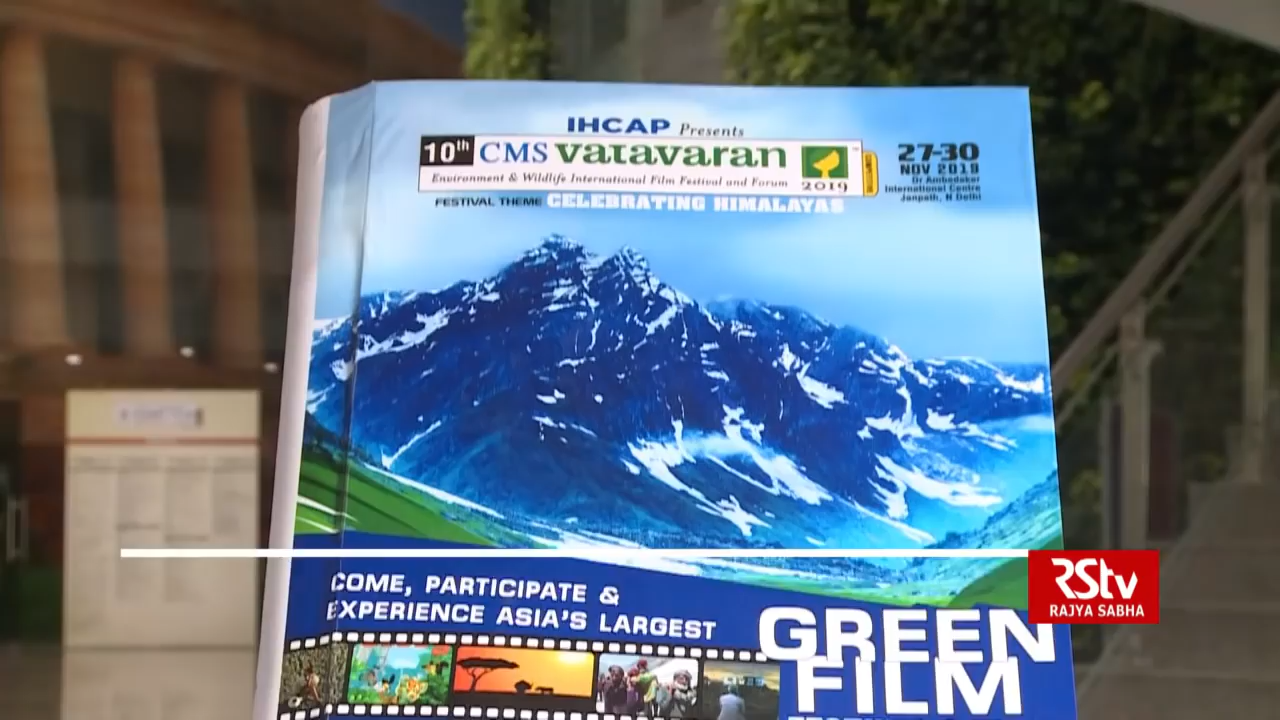 IHCAP Presents
10th CMS vatavaran
2019
Environment & Wildlife International Film Festival and Forum
FESTIVAL THEME CELEBRATING HIMALAYAS
27-30
NOV 2019
Dr Ambedakar
International Centre
Janpath, N Delhi
COME, PARTICIPATE &
EXPERIENCE ASIA'S LARGEST
GREEN
FILM
RStv
RAJYA SABHA